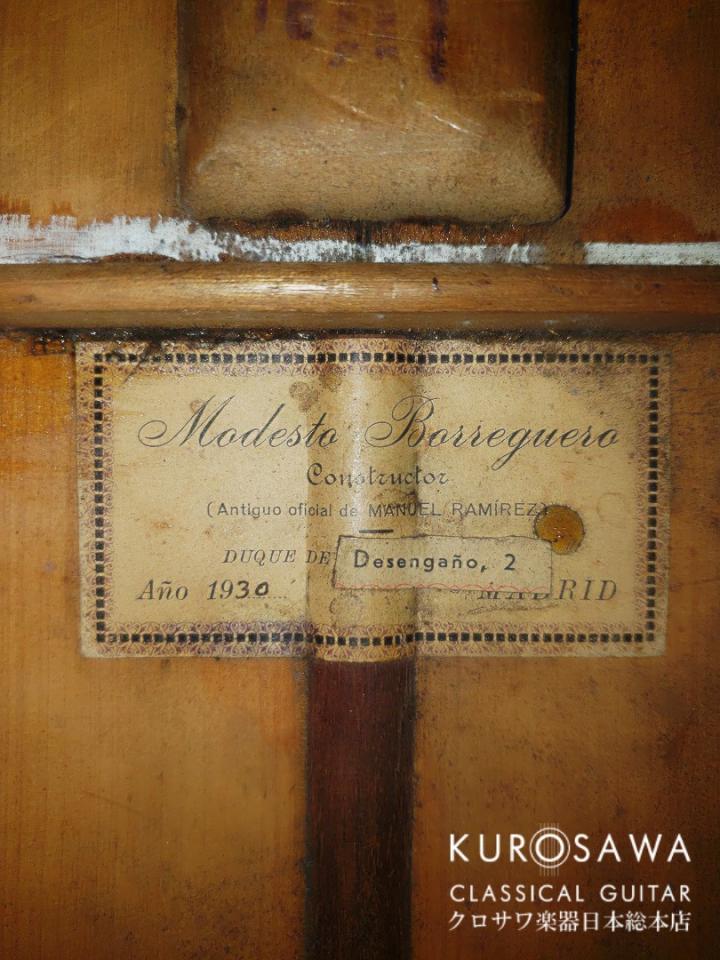 Modesto Borreguero
Constructor
(Antiguo oficial de MANUEL RAMÍREZ)
DUQUE DE
Desengaño, 2
Año 1930
MADRID
KUROSAWA
CLASSICAL GUITAR
クロサワ楽器日本総本店